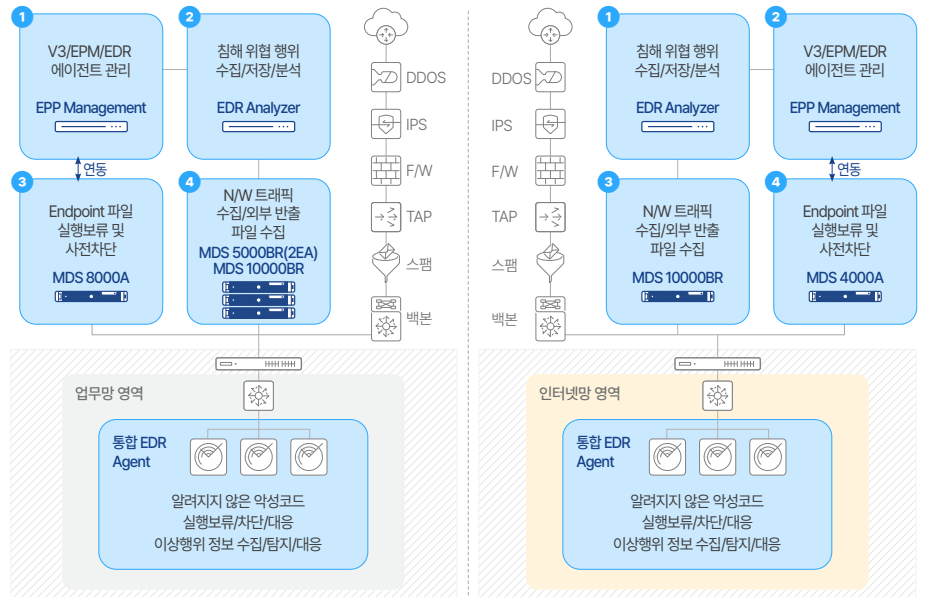 1
V3/EPM/EDR
에이전트 관리
EPP Management
2
침해 위협 행위
수집/저장/분석
EDR Analyzer
연동
3
Endpoint 파일
실행보류 및
사전차단
MDS 8000A
4
N/W 트래픽
수집/외부 반출
파일 수집
MDS 5000BR(2EA)
MDS 10000BR
DDOS
IPS
F/W
TAP
스팸
백본
업무망 영역
통합 EDR
Agent
알려지지 않은 악성코드
실행보류/차단/대응
이상행위 정보 수집/탐지/대응
DDOS
IPS
F/W
TAP
스팸
백본
1
침해 위협 행위
수집/저장/분석
EDR Analyzer
2
V3/EPM/EDR
에이전트 관리
EPP Management
연동
3
N/W 트래픽
수집/외부 반출
파일 수집
MDS 10000BR
4
Endpoint 파일
실행보류 및
사전차단
MDS 4000A
인터넷망 영역
통합 EDR
Agent
알려지지 않은 악성코드
실행보류/차단/대응
이상행위 정보 수집/탐지/대응